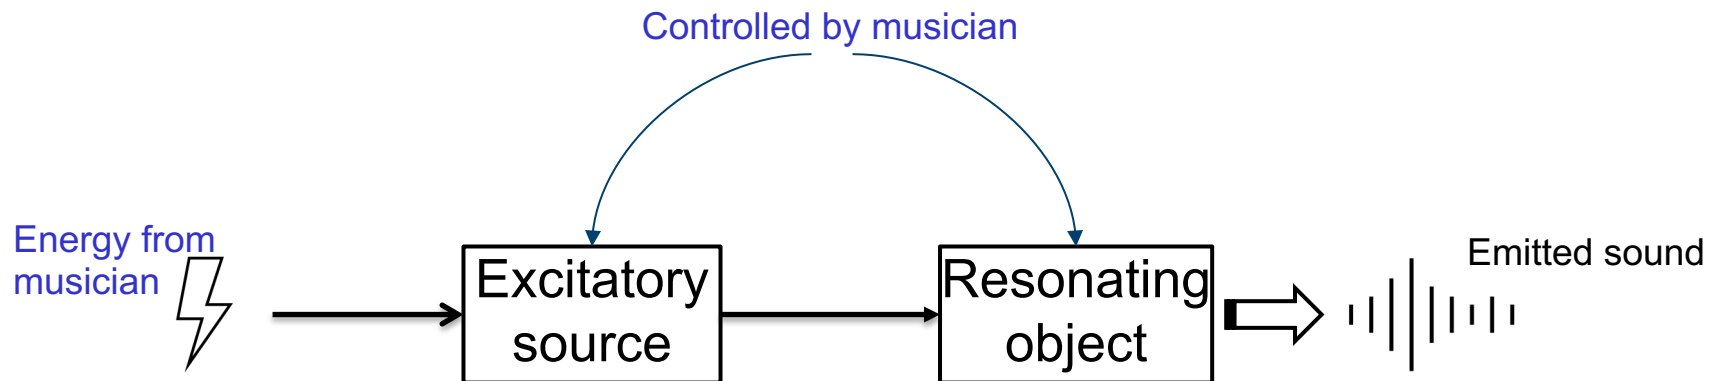 Controlled by musician
Energy from
musician
Excitatory
source
Resonating
object
Emitted sound